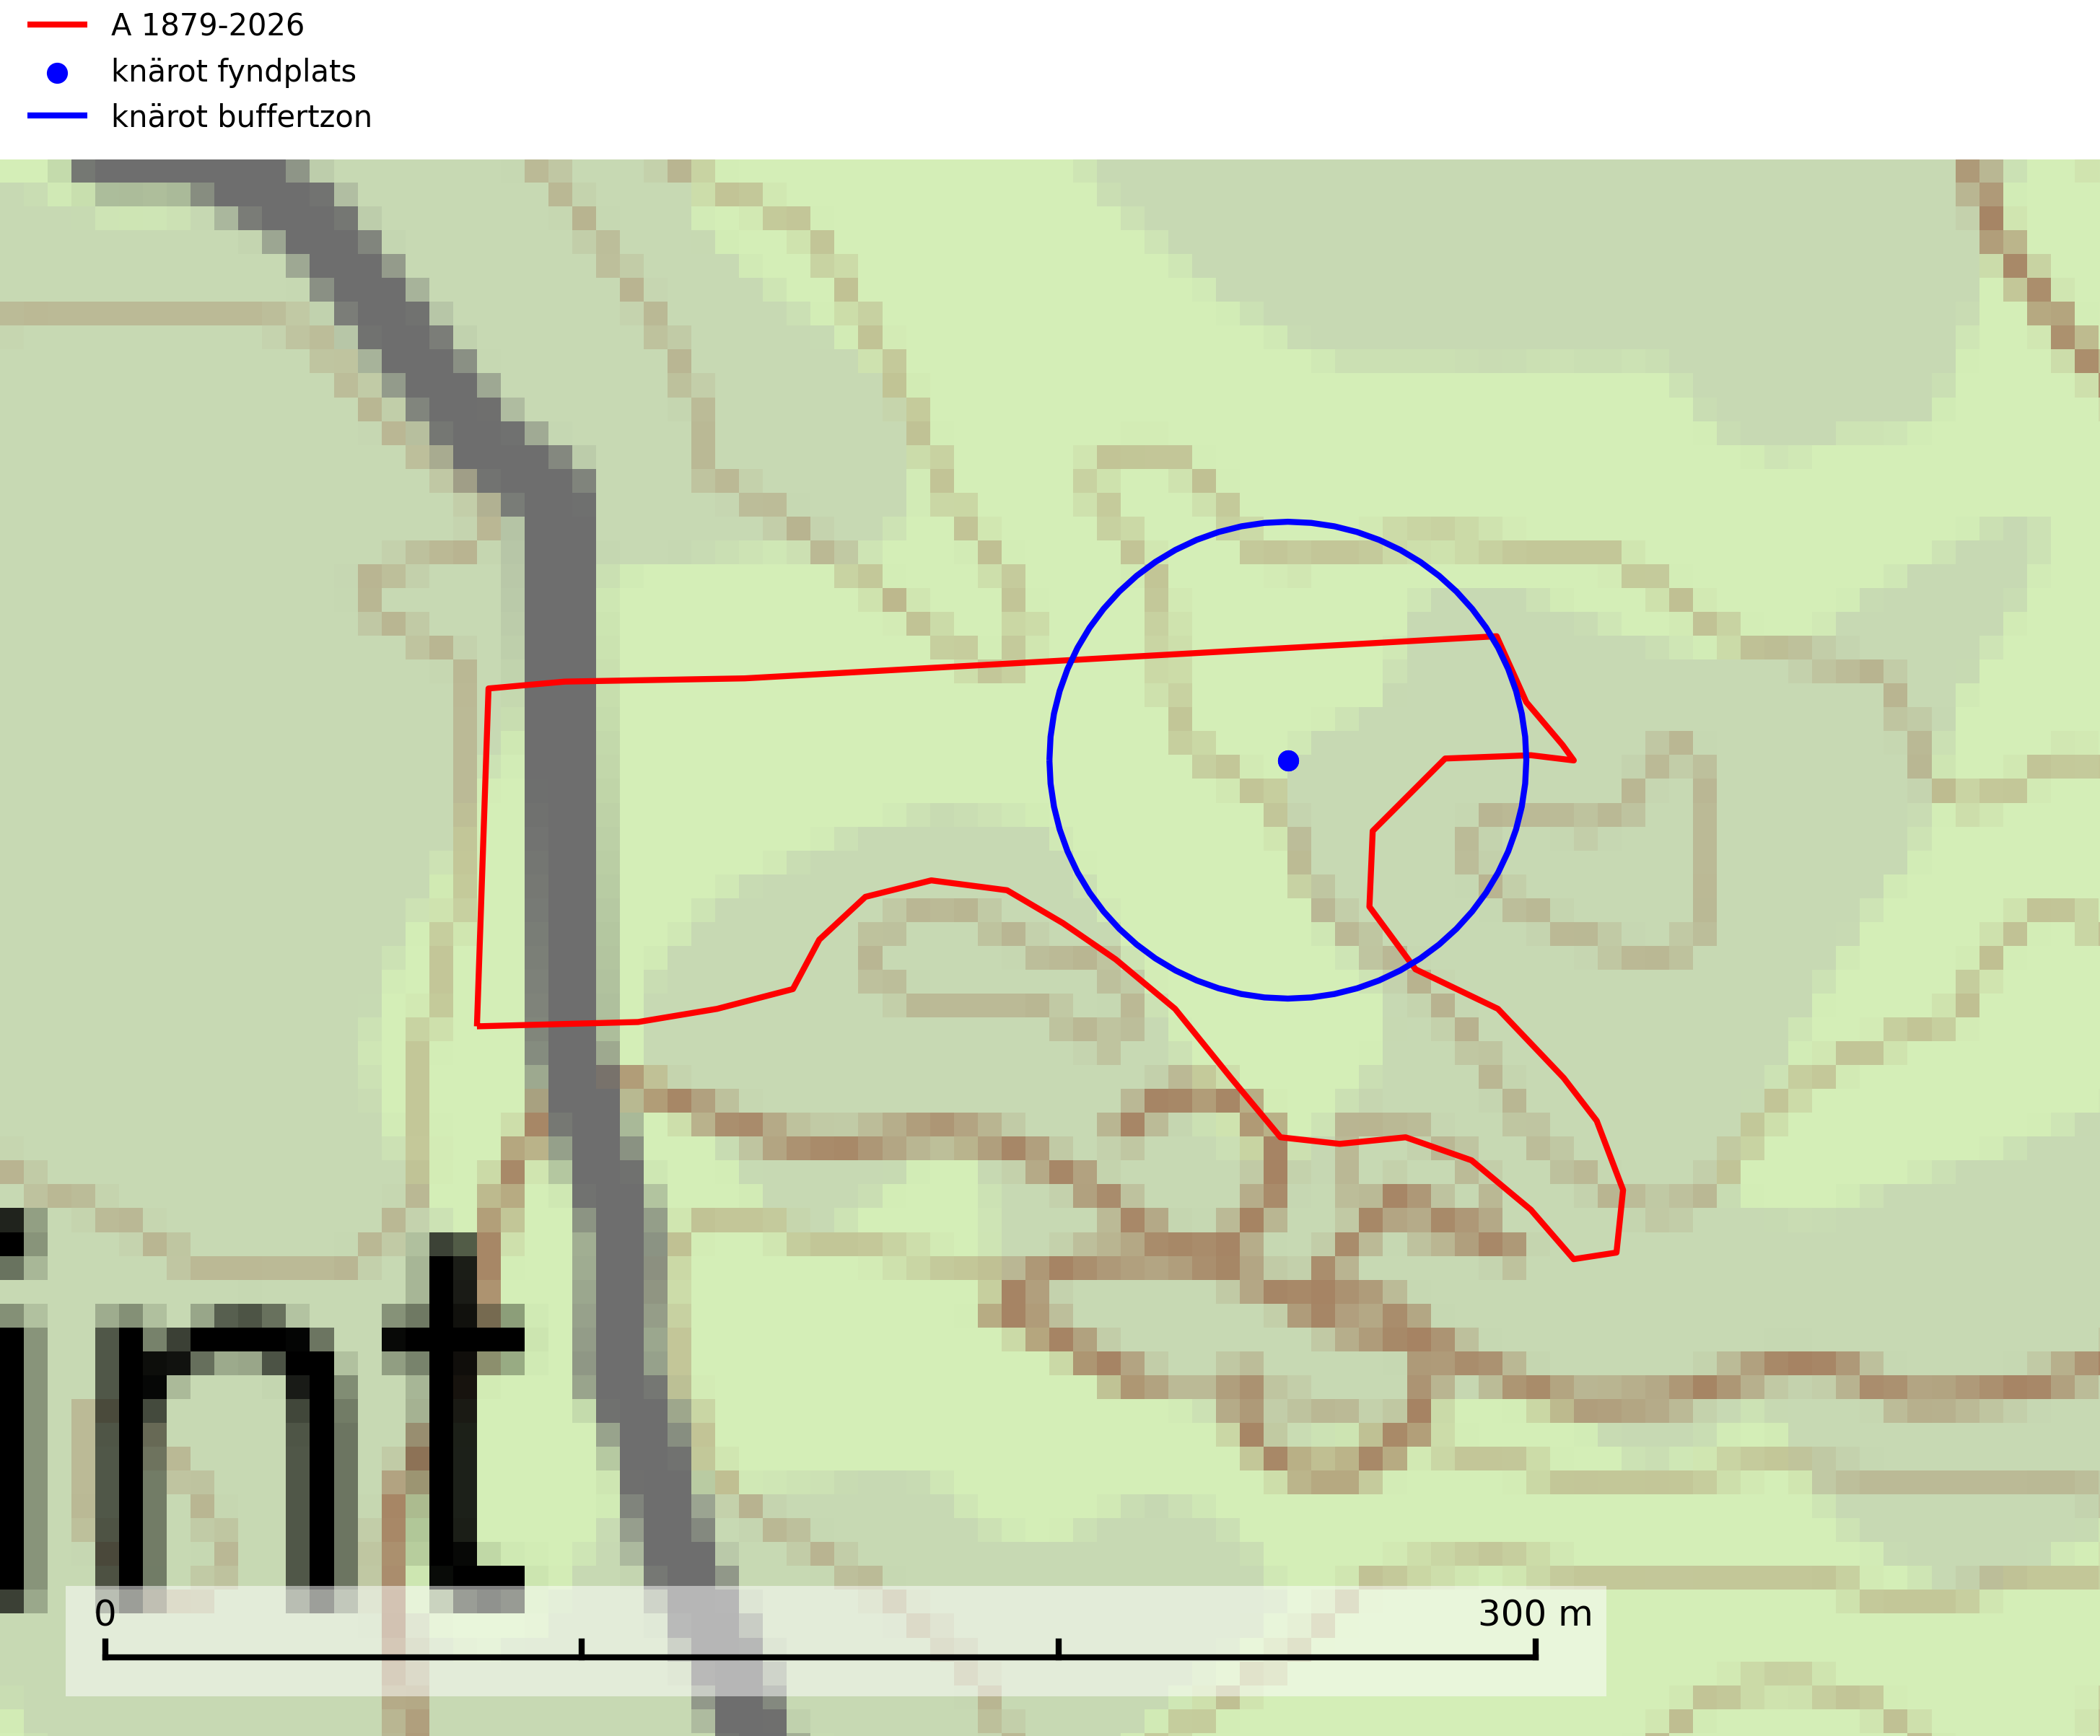 A 1879-2026
knärot fyndplats
knärot buffertzon
int
0
300 m